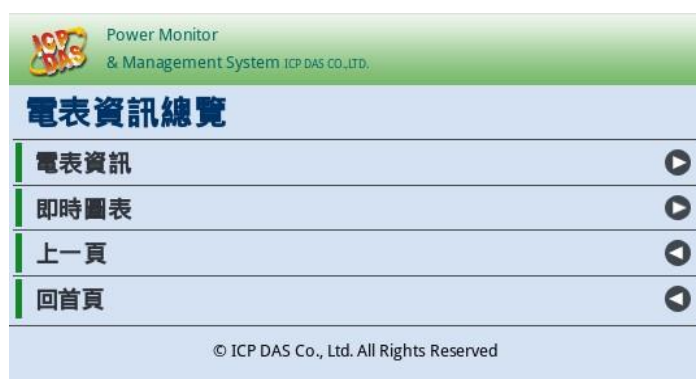 ICP
DAS
Power Monitor
& Management System ICP DAS CO.,LTD.
電表資訊總覽
電表資訊
即時圖表
上一頁
回首頁
© ICP DAS Co., Ltd. All Rights Reserved